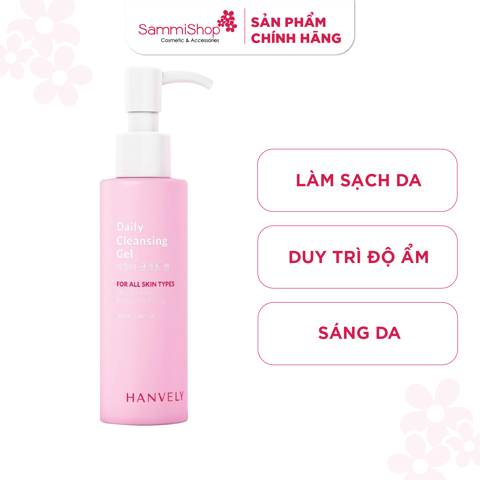 SammiShop
Cosmetic & Accessories
SẢN PHẨM
CHÍNH HÃNG
Daily
Cleansing
Gel
FOR ALL SKIN TYPES
HANVELY
LÀM SẠCH DA
DUY TRÌ ĐỘ ẨM
SÁNG DA